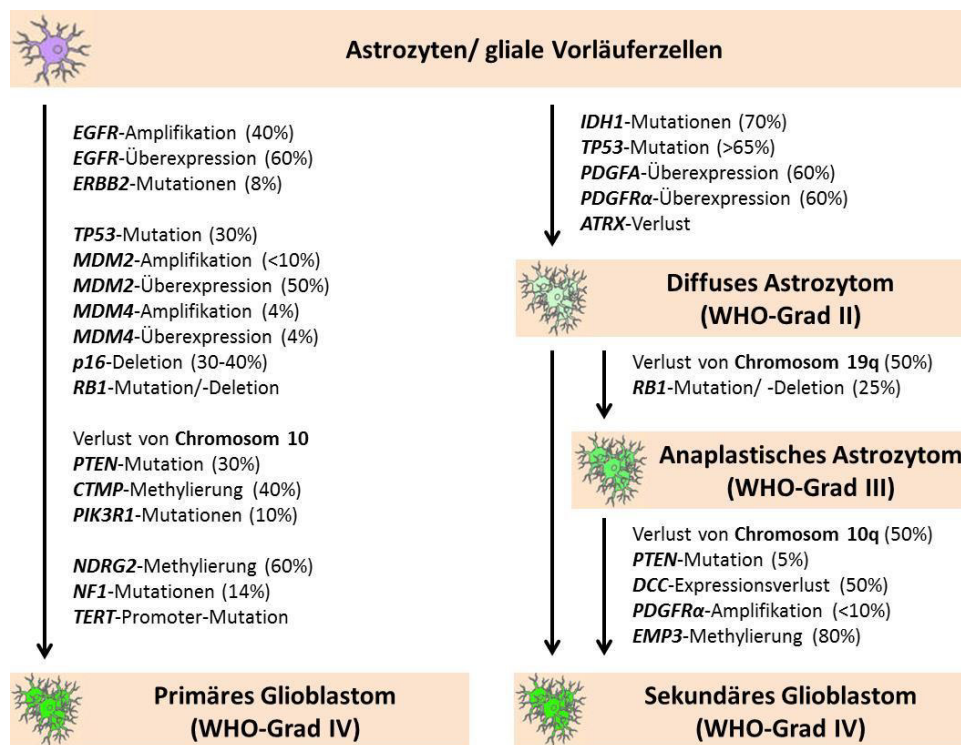 Astrozyten/ gliale Vorläuferzellen
EGFR-Amplifikation (40%)
EGFR-Überexpression (60%)
ERBB2-Mutationen (8%)
TP53-Mutation (30%)
MDM2-Amplifikation (<10%)
MDM2-Überexpression (50%)
MDM4-Amplifikation (4%)
MDM4-Überexpression (4%)
p16-Deletion (30-40%)
RB1-Mutation/-Deletion
Verlust von Chromosom 10
PTEN-Mutation (30%)
CTMP-Methylierung (40%)
PIK3R1-Mutationen (10%)
NDRG2-Methylierung (60%)
NF1-Mutationen (14%)
TERT-Promoter-Mutation
Primäres Glioblastom
(WHO-Grad IV)
IDH1-Mutationen (70%)
TP53-Mutation (>65%)
PDGFA-Überexpression (60%)
PDGFRα-Überexpression (60%)
ATRX-Verlust
Diffuses Astrozytom
(WHO-Grad II)
Verlust von Chromosom 19q (50%)
RB1-Mutation/ -Deletion (25%)
Anaplastisches Astrozytom
(WHO-Grad III)
Verlust von Chromosom 10q (50%)
PTEN-Mutation (5%)
DCC-Expressionsverlust (50%)
PDGFRα-Amplifikation (<10%)
EMP3-Methylierung (80%)
Sekundäres Glioblastom
(WHO-Grad IV)